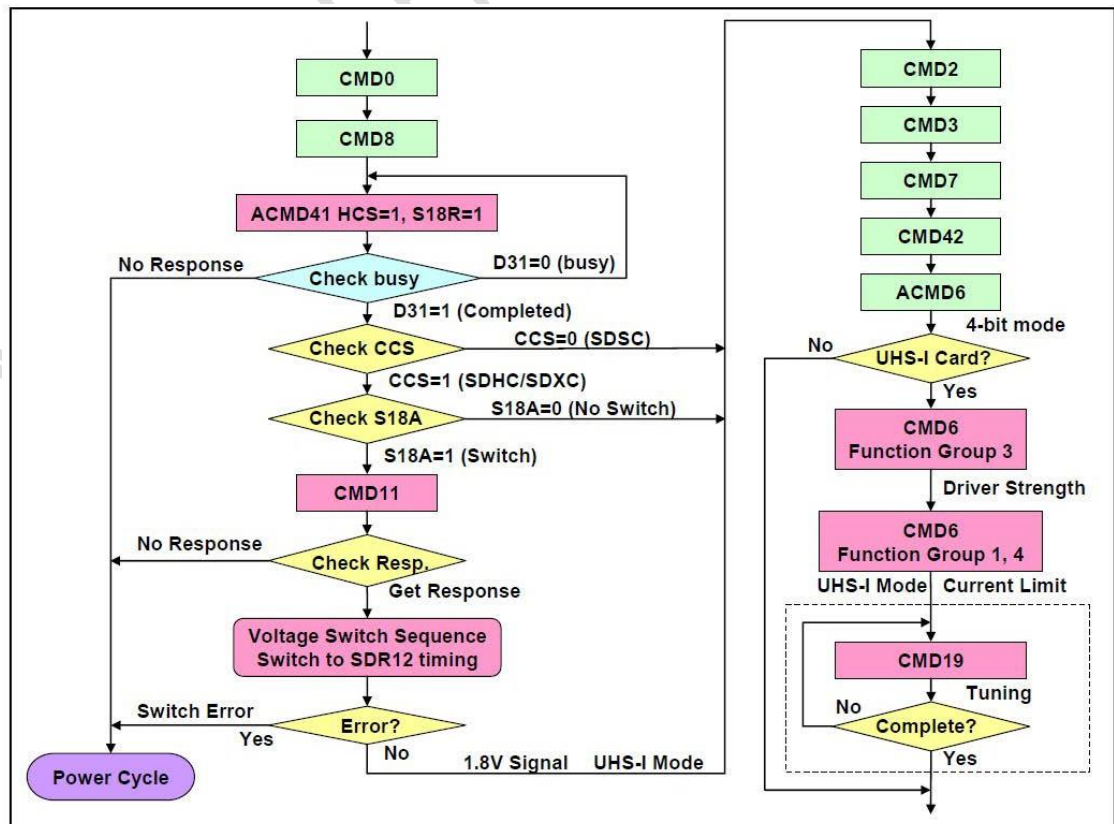 CMD0
CMD8
ACMD41 HCS=1, S18R=1
No Response
Check busy
D31=0 (busy)
D31=1 (Completed)
Check CCS
CCS=0 (SDSC)
CCS=1 (SDHC/SDXC)
Check S18A
S18A=0 (No Switch)
S18A=1 (Switch)
CMD11
No Response
Check Resp.
Get Response
Voltage Switch Sequence
Switch to SDR12 timing
Switch Error
Yes
Error?
No
1.8V Signal UHS-I Mode
Power Cycle
CMD2
CMD3
CMD7
CMD42
ACMD6
4-bit mode
No
UHS-I Card?
Yes
CMD6
Function Group 3
Driver Strength
CMD6
Function Group 1, 4
UHS-I Mode
Current Limit
CMD19
Tuning
No
Complete?
Yes